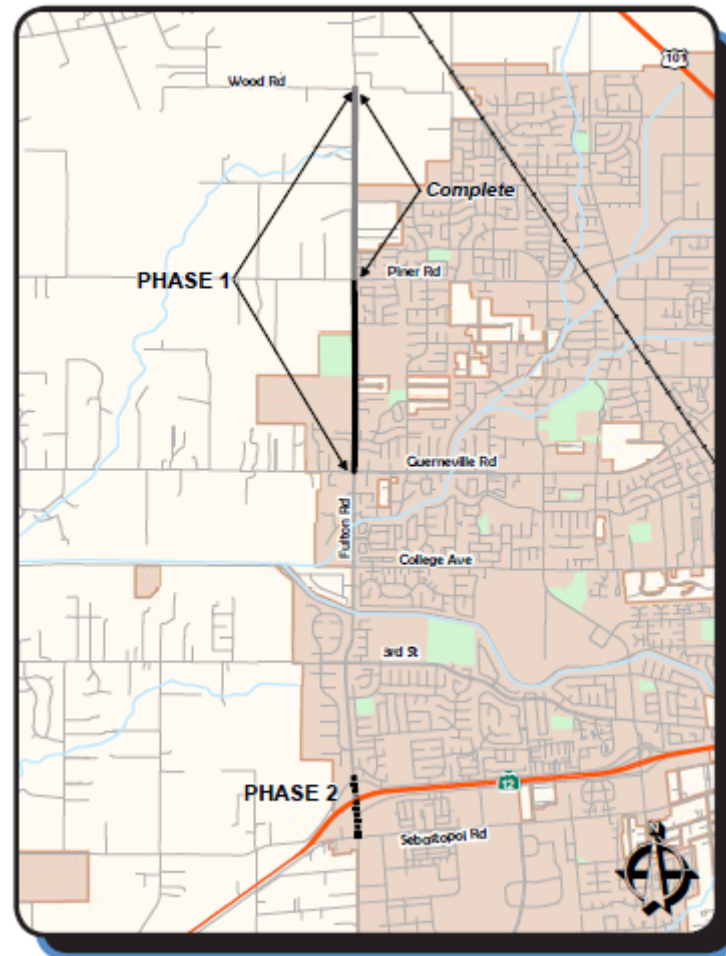 101
Wood Rd
Complete
Piner Rd
PHASE 1
Guerneville Rd
Fulton Rd
College Ave
3rd St
PHASE 2
12
Sebastopol Rd